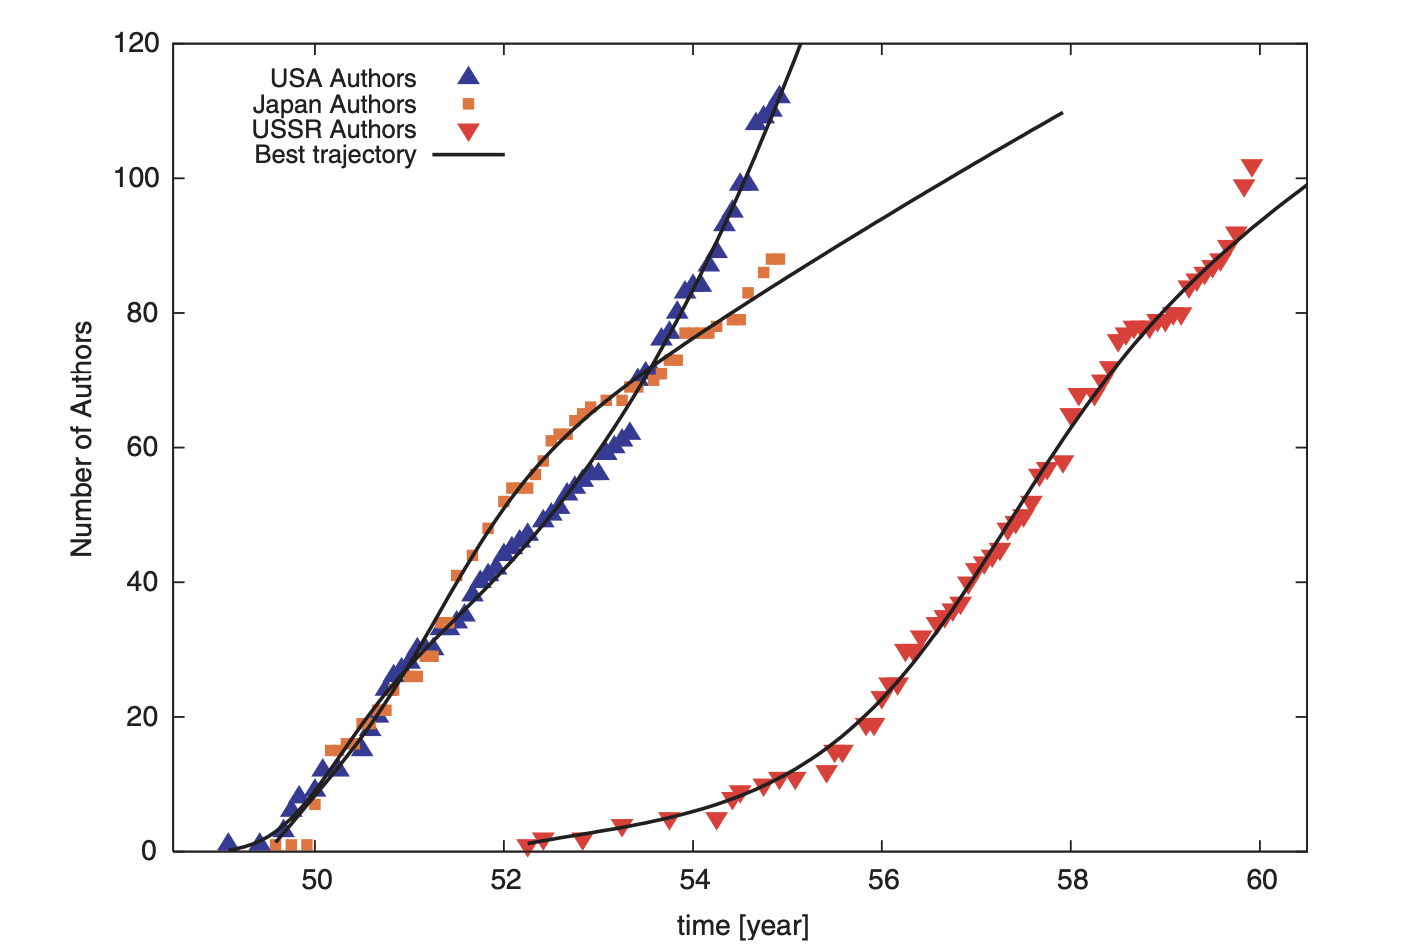 120
100
80
60
40
20
0
Number of Authors
USA Authors
Japan Authors
USSR Authors
Best trajectory
50 52 54 56 58 60
time [year]